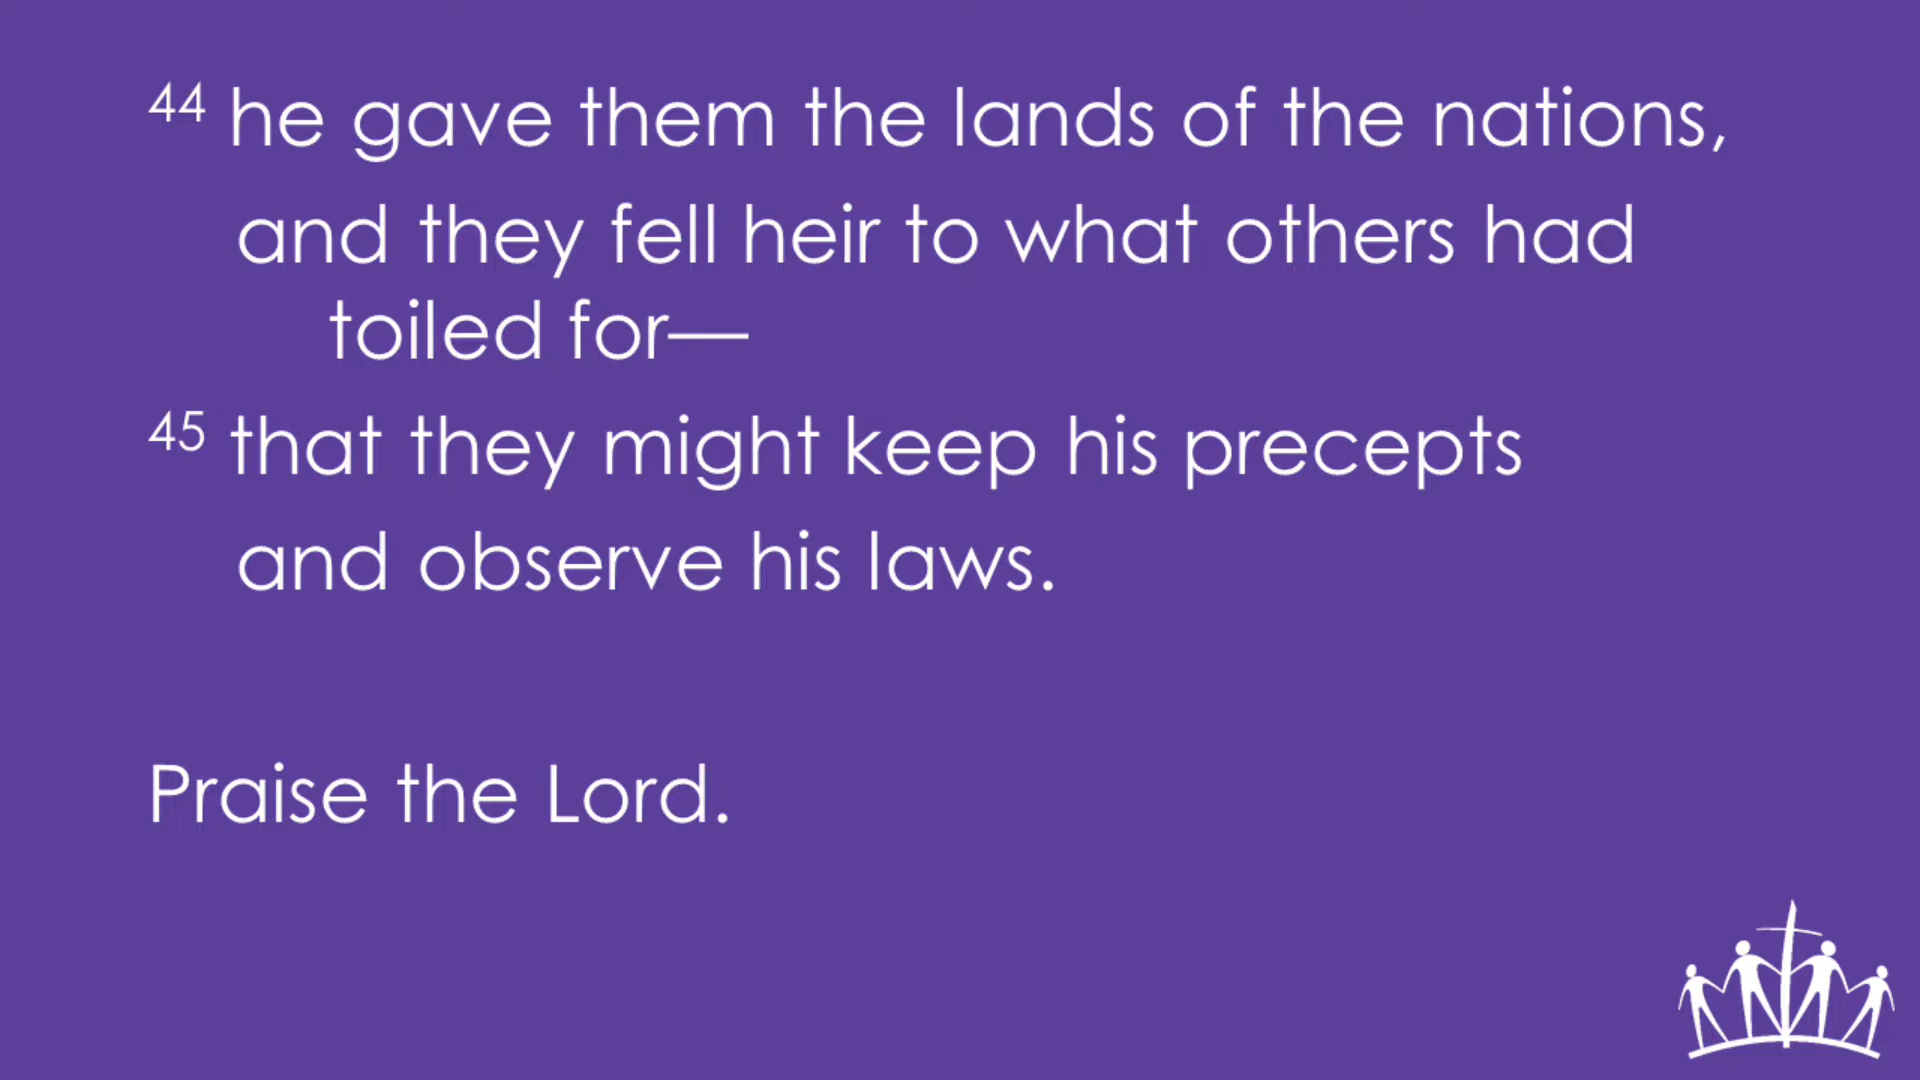 44 he gave them the lands of the nations,
and they fell heir to what others had
toiled for—
45 that they might keep his precepts
and observe his laws.
Praise the Lord.